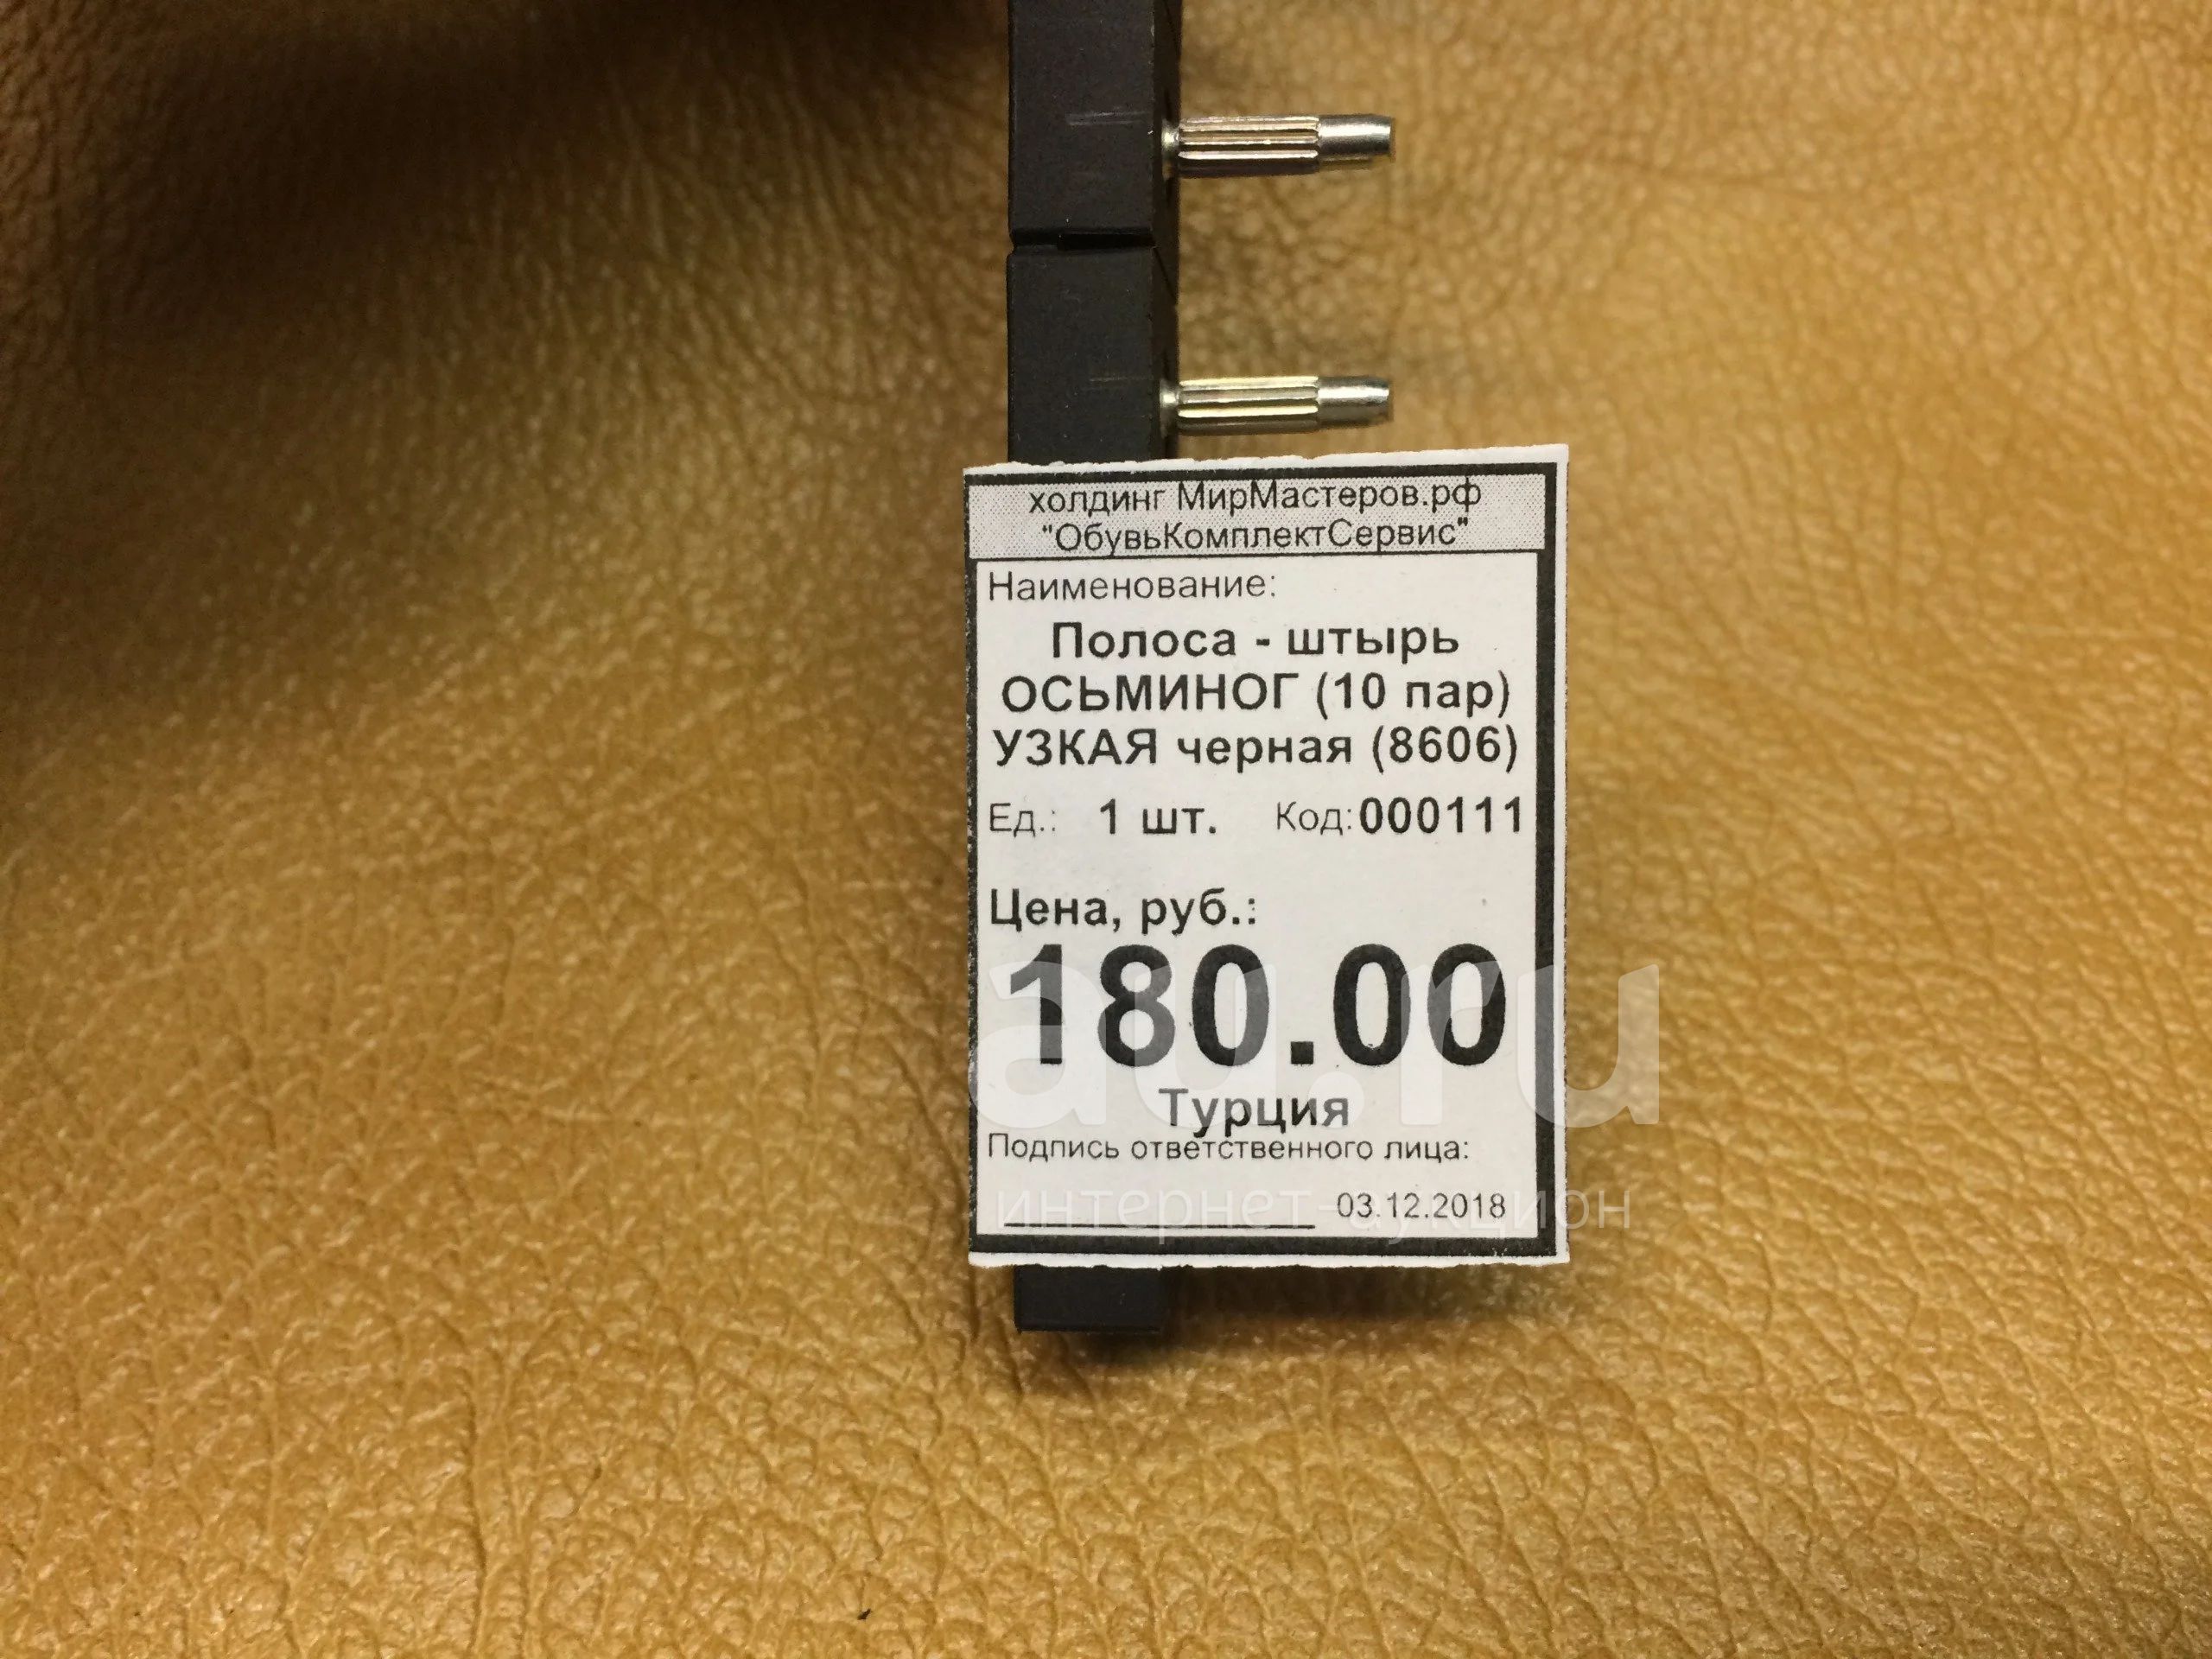 холдинг МирМастеров.рф
"ОбувьКомплектСервис"
Наименование:
Полоса - штырь
ОСЬМИНОГ (10 пар)
УЗКАЯ черная (8606)
Ед.: 1 шт. Код: 000111
Цена, руб.:
180.00
au.ru
Турция
Подпись ответственного лица:
интернет-аукцион
03.12.2018